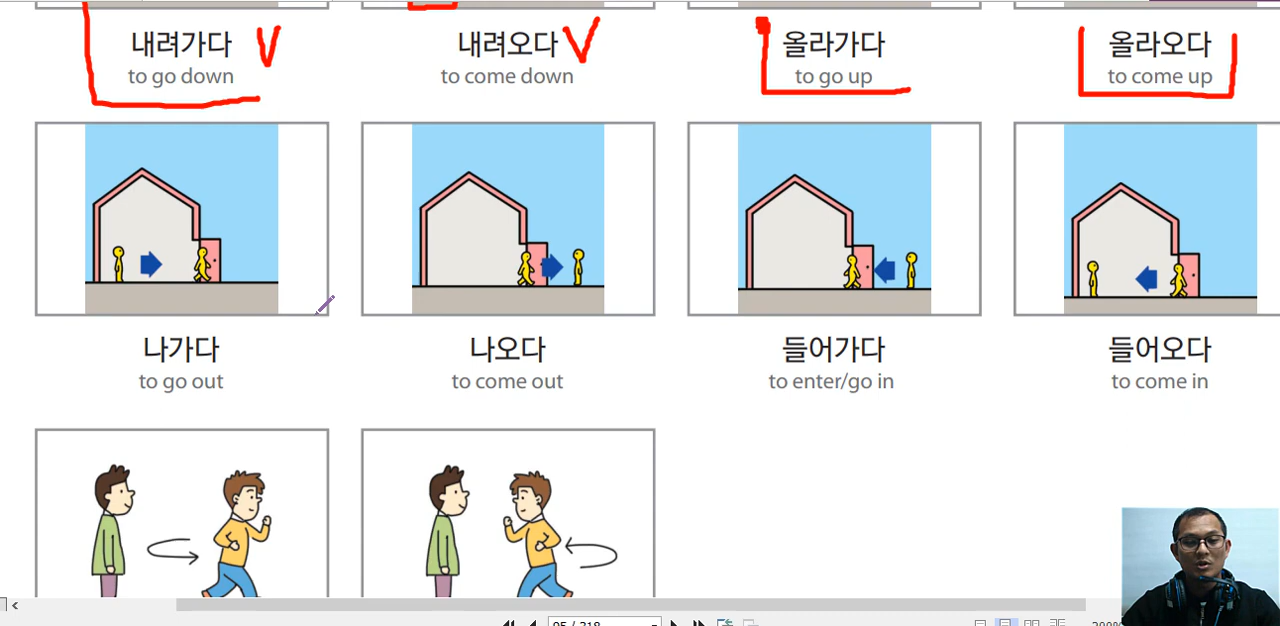 내려가다 내려오다 올라가다 올라오다
to go down to come down to go up to come up
나가다 나오다 들어가다 들어오다
to go out to come out to enter/go in to come in